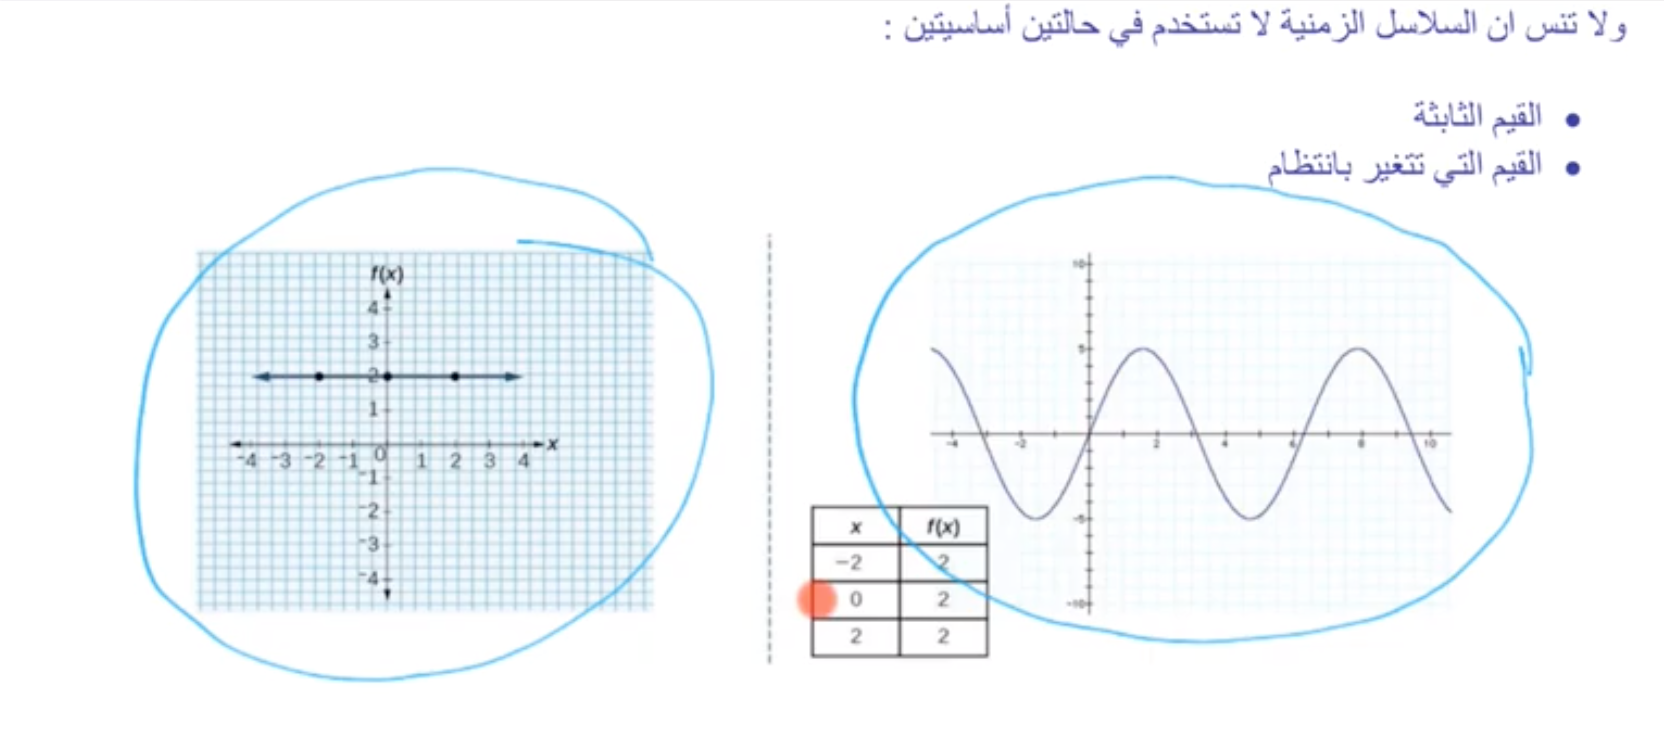 ولا تنس ان السلاسل الزمنية لا تستخدم في حالتين أساسيتين :
• القيم الثابثة
• القيم التي تتغير بانتظام
f(x)
4
3
2
1
-4 -3 -2 -1 0 1 2 3 4 x
-1
-2
-3
-4
10
5
-4 -2 2 4 6 8 10
-5
-10
x f(x)
-2 2
0 2
2 2